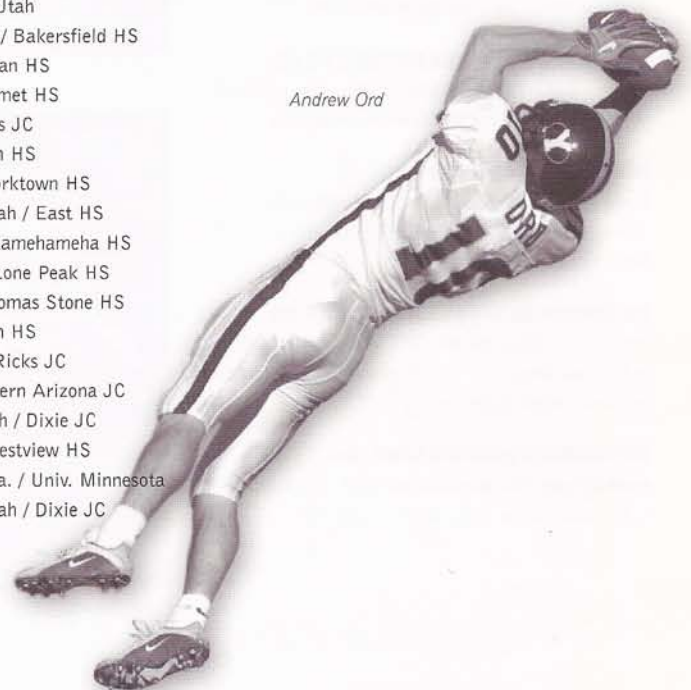 Utah
/ Bakersfield HS
an HS
met HS
s JC
n HS
rktown HS
ah / East HS
amehameha HS
Lone Peak HS
omas Stone HS
n HS
Ricks JC
ern Arizona JC
h / Dixie JC
estview HS
a. / Univ. Minnesota
ah / Dixie JC
Andrew Ord
Y
ORD